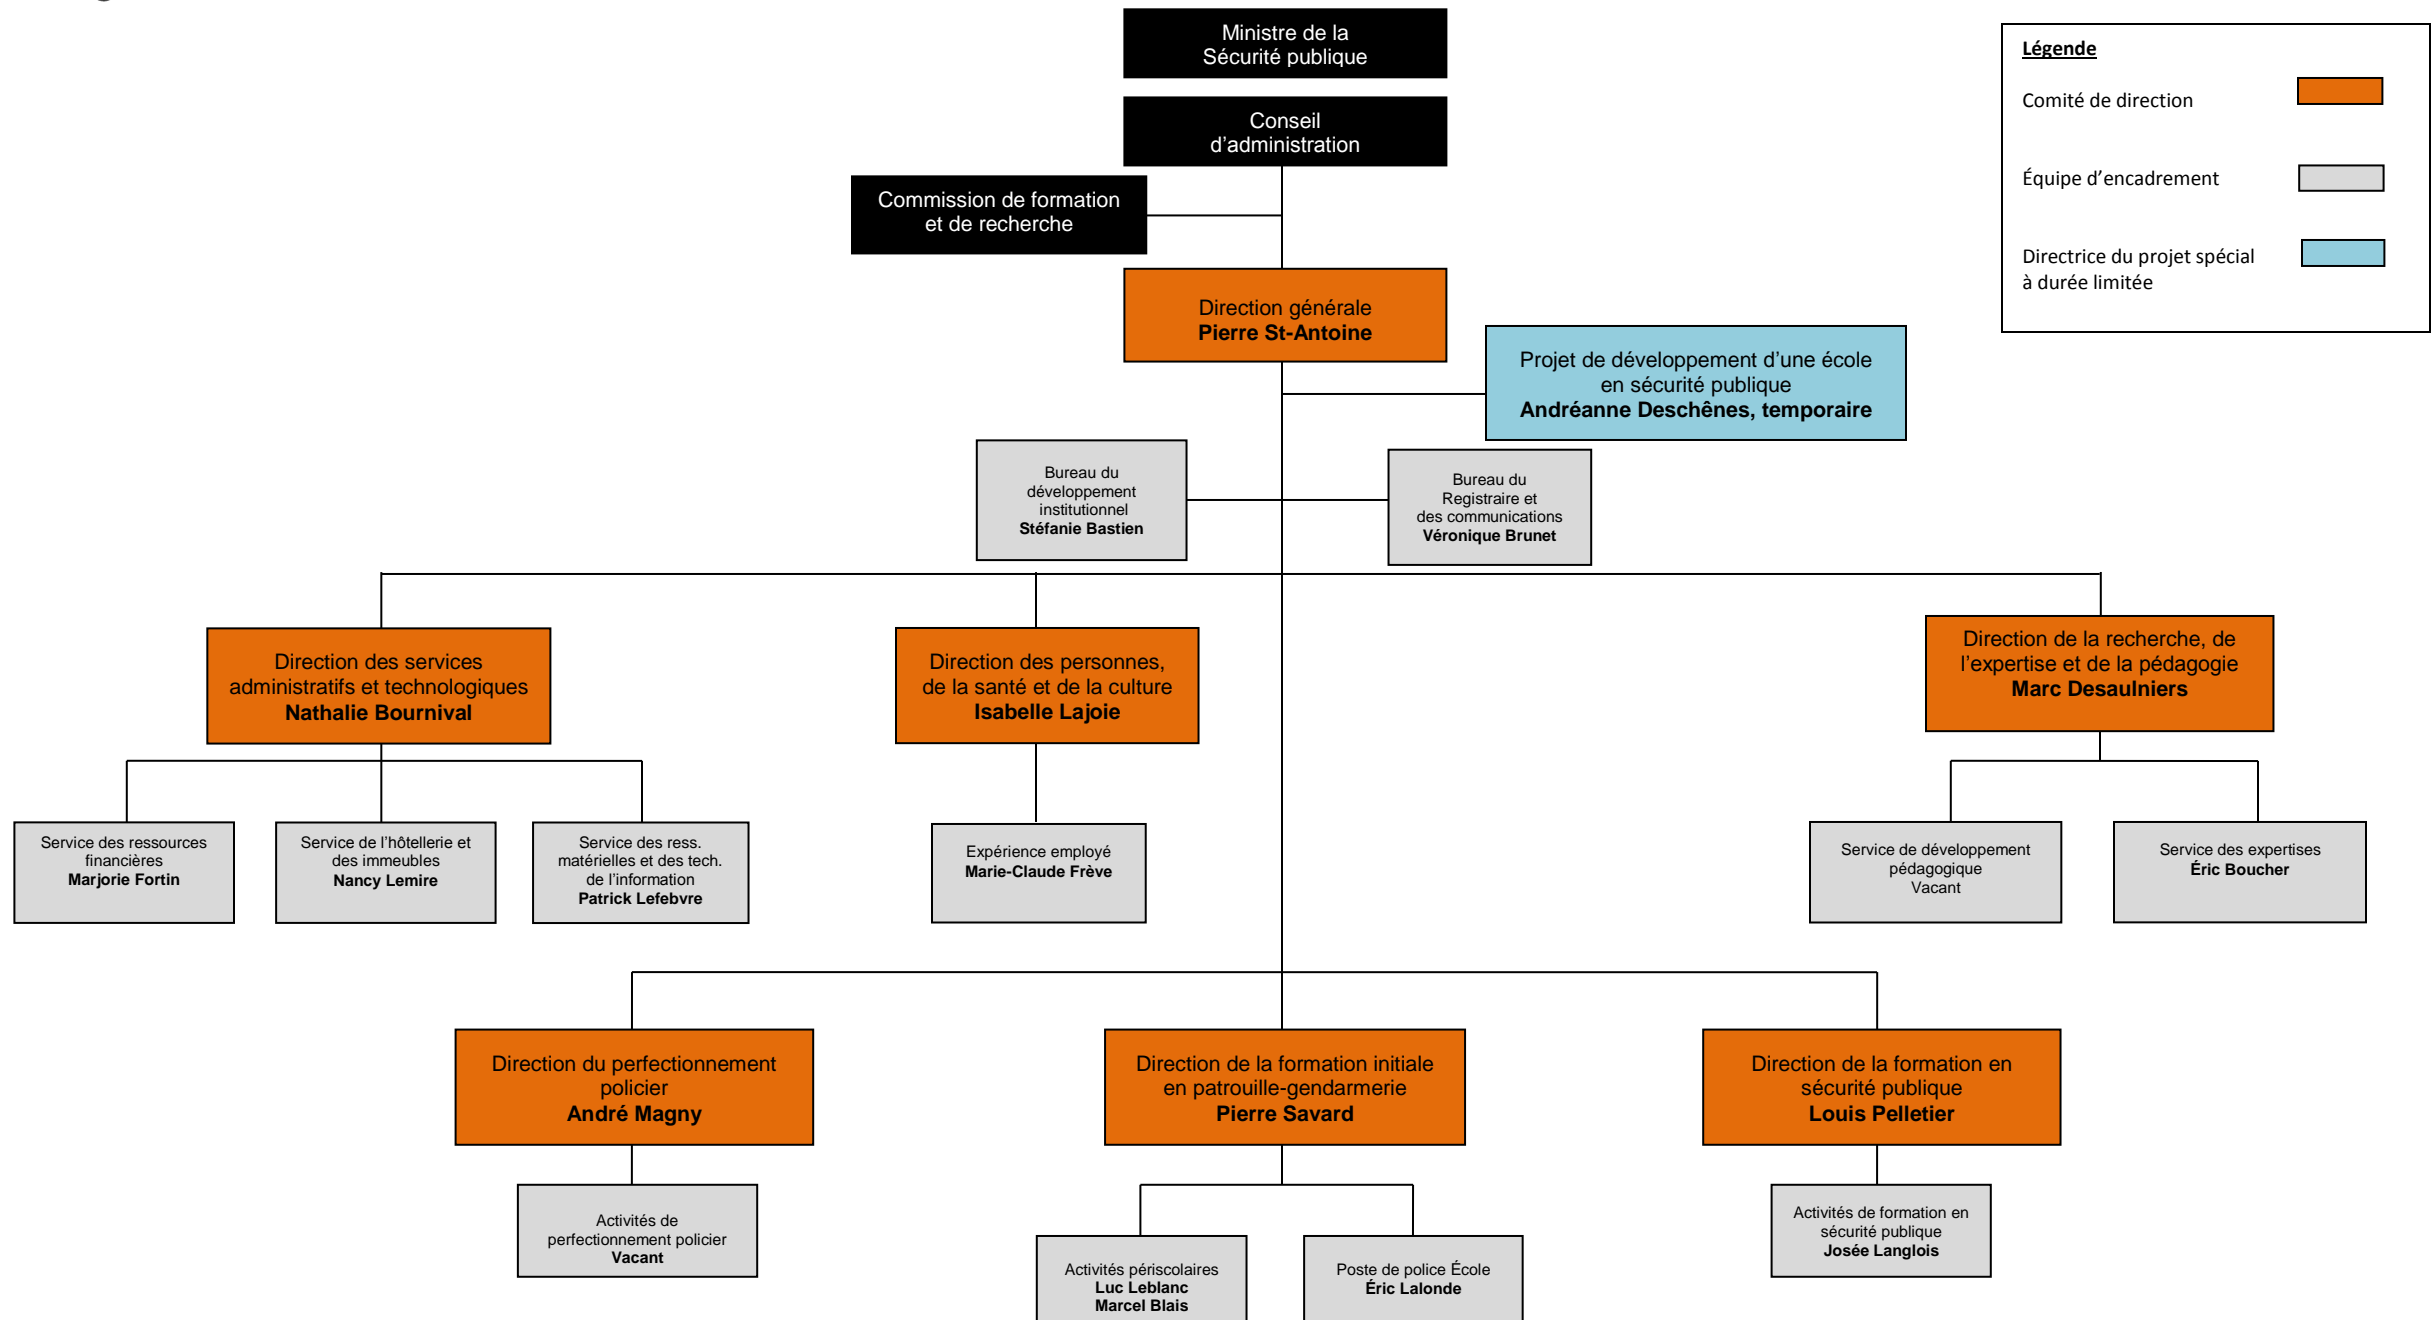 Ministre de la
Sécurité publique
Légende
Comité de direction
Équipe d'encadrement
Directrice du projet spécial
à durée limitée
Conseil
d'administration
Commission de formation
et de recherche
Direction générale
Pierre St-Antoine
Projet de développement d'une école
en sécurité publique
Andréanne Deschênes, temporaire
Bureau du
développement
institutionnel
Stéfanie Bastien
Bureau du
Registraire et
des communications
Véronique Brunet
Direction des services
administratifs et technologiques
Nathalie Bournival
Direction des personnes,
de la santé et de la culture
Isabelle Lajoie
Direction de la recherche, de
l'expertise et de la pédagogie
Marc Desaulniers
Service des ressources
financières
Marjorie Fortin
Service de l'hôtellerie et
des immeubles
Nancy Lemire
Service des ress.
matérielles et des tech.
de l'information
Patrick Lefebvre
Expérience employé
Marie-Claude Frève
Service de développement
pédagogique
Vacant
Service des expertises
Éric Boucher
Direction du perfectionnement
policier
André Magny
Direction de la formation initiale
en patrouille-gendarmerie
Pierre Savard
Direction de la formation en
sécurité publique
Louis Pelletier
Activités de
perfectionnement policier
Vacant
Activités périscolaires
Luc Leblanc
Marcel Blais
Poste de police École
Éric Lalonde
Activités de formation en
sécurité publique
Josée Langlois